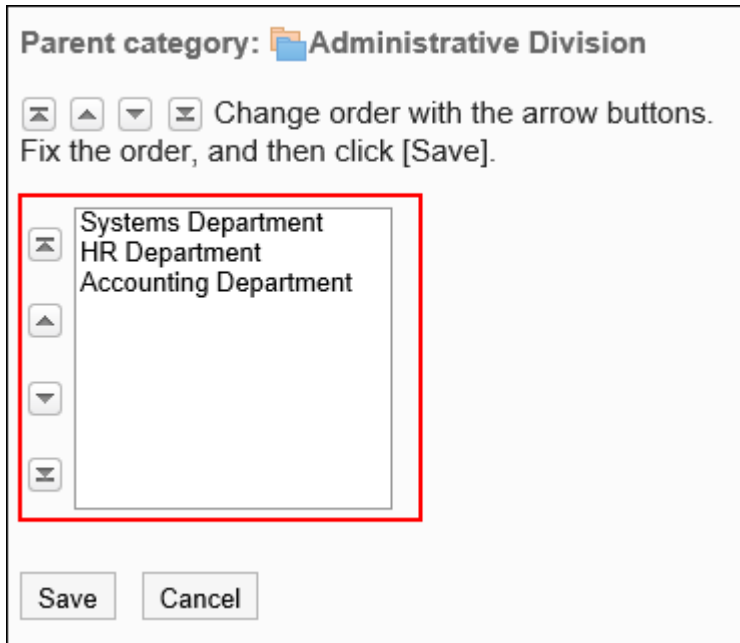 Parent category: Administrative Division
Change order with the arrow buttons.
Fix the order, and then click [Save].
Systems Department
HR Department
Accounting Department
Save Cancel